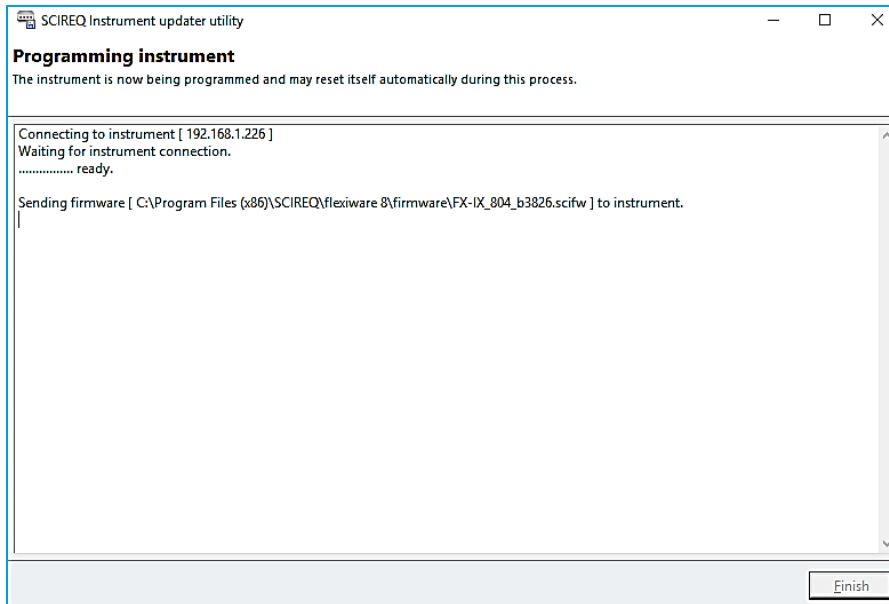 SCIREQ Instrument updater utility
Programming instrument
The instrument is now being programmed and may reset itself automatically during this process.
Connecting to instrument [ 192.168.1.226 ]
Waiting for instrument connection.
................ ready.
Sending firmware [ C:\Program Files (x86)\SCIREQ\flexiware 8\firmware\FX-IX_804_b3826.scifw ] to instrument.
Finish